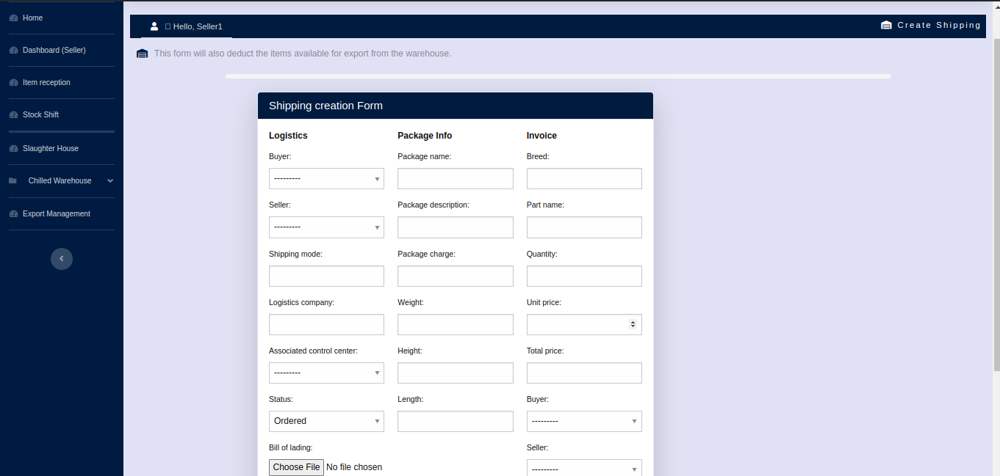 Home
Dashboard (Seller)
Item reception
Stock Shift
Slaughter House
Chilled Warehouse
Export Management
Hello, Seller1
Create Shipping
This form will also deduct the items available for export from the warehouse.
Shipping creation Form
Logistics
Buyer:
---------
Seller:
---------
Shipping mode:
Logistics company:
Associated control center:
---------
Status:
Ordered
Bill of lading:
Choose File No file chosen
Package Info
Package name:
Package description:
Package charge:
Weight:
Height:
Length:
Invoice
Breed:
Part name:
Quantity:
Unit price:
Total price:
Buyer:
---------
Seller:
---------